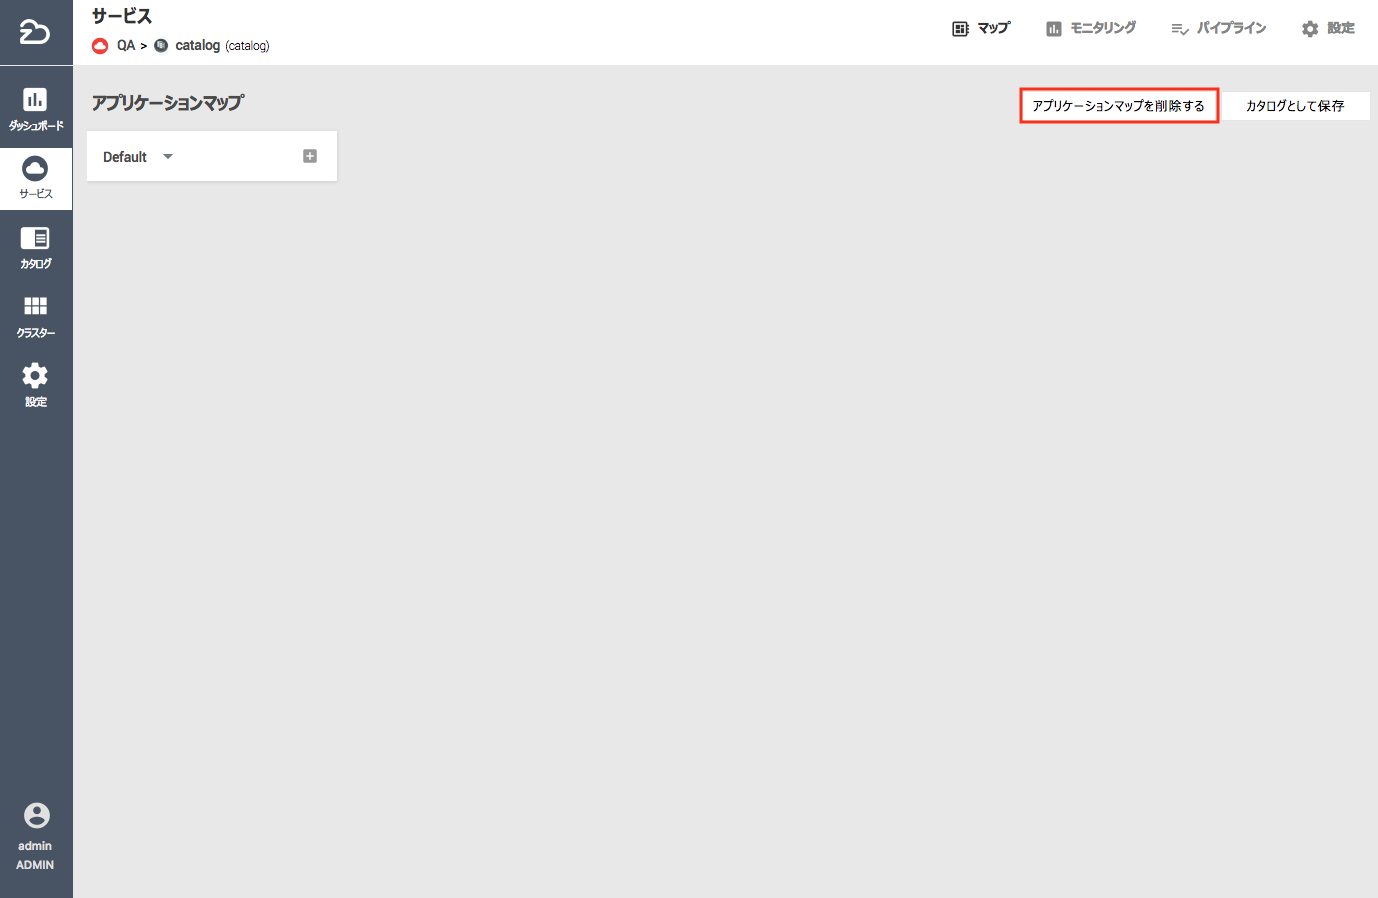 サービス
QA > catalog (catalog)
マップ
モニタリング
パイプライン
設定
ダッシュボード
サービス
カタログ
クラスター
設定
admin
ADMIN
アプリケーションマップ
アプリケーションマップを削除する
カタログとして保存
Default